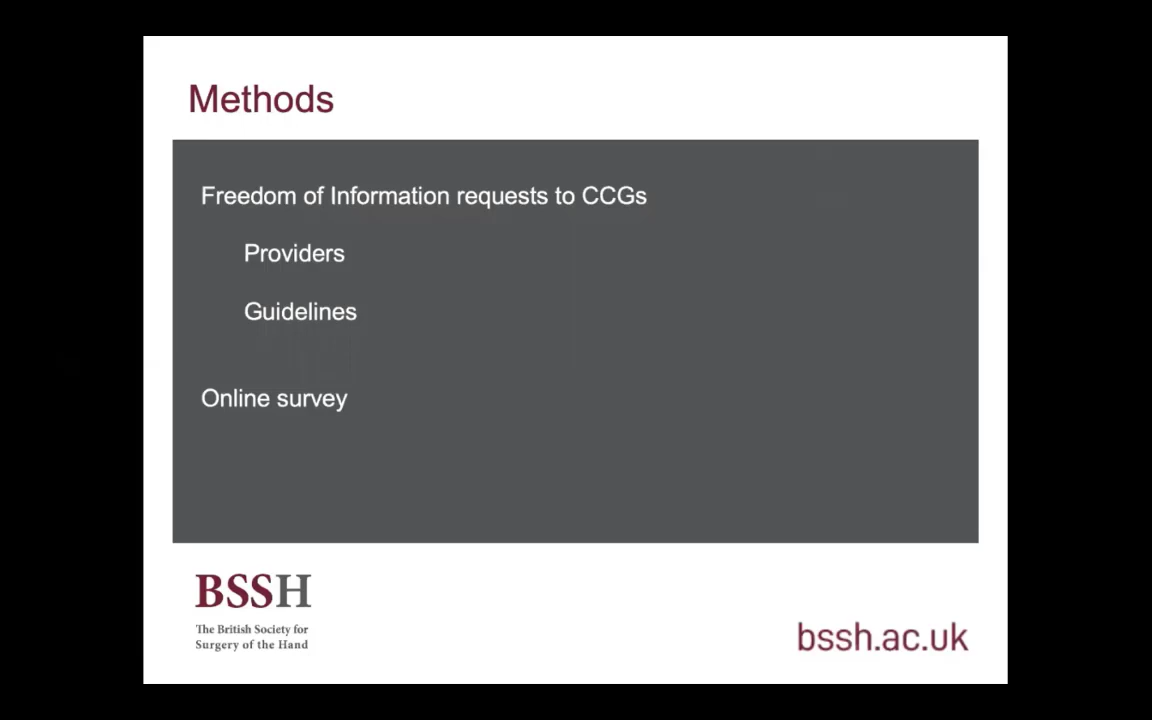 Methods
Freedom of Information requests to CCGs
Providers
Guidelines
Online survey
BSSH
The British Society for
Surgery of the Hand
bssh.ac.uk